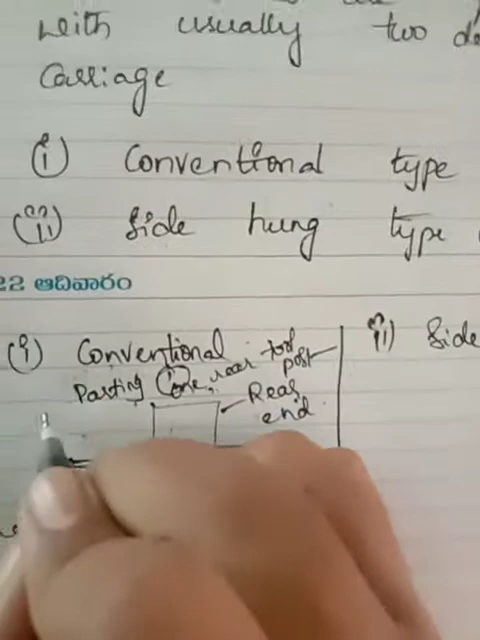 with usually two
Carriage
(i) Conventional type
(ii) Side hung type
22 ఆదివారం
(i) Conventional
rear tool post
Parting
Rear end
ii) Side